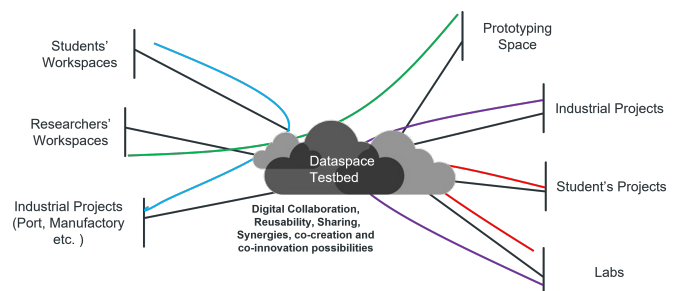 Students'
Workspaces
Researchers'
Workspaces
Industrial Projects
(Port, Manufactory
etc. )
Dataspace
Testbed
Digital Collaboration,
Reusability, Sharing,
Synergies, co-creation and
co-innovation possibilities
Prototyping
Space
Industrial Projects
Student's Projects
Labs